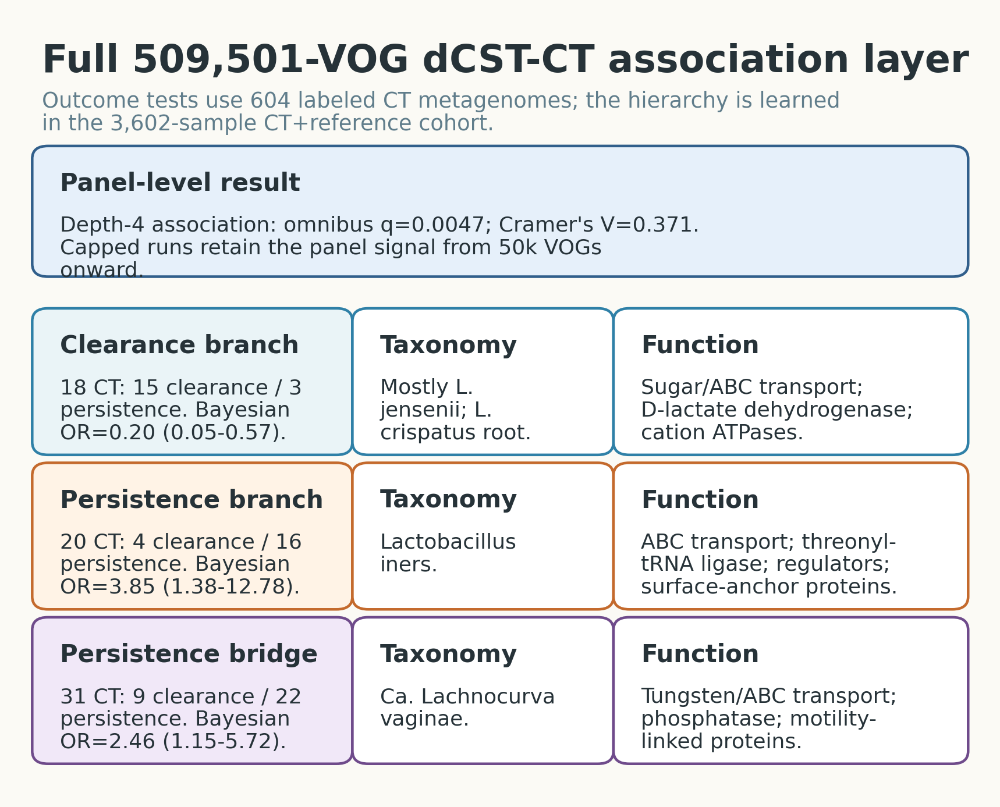 Full 509,501-VOG dCST-CT association layer
Outcome tests use 604 labeled CT metagenomes; the hierarchy is learned
in the 3,602-sample CT+reference cohort.
Panel-level result
Depth-4 association: omnibus q=0.0047; Cramer's V=0.371.
Capped runs retain the panel signal from 50k VOGs
onward.
Clearance branch
18 CT: 15 clearance / 3
persistence. Bayesian
OR=0.20 (0.05-0.57).
Taxonomy
Mostly L.
jensenii; L.
crispatus root.
Function
Sugar/ABC transport;
D-lactate dehydrogenase;
cation ATPases.
Persistence branch
20 CT: 4 clearance / 16
persistence. Bayesian
OR=3.85 (1.38-12.78).
Taxonomy
Lactobacillus
iners.
Function
ABC transport; threonyl-
tRNA ligase; regulators;
surface-anchor proteins.
Persistence bridge
31 CT: 9 clearance / 22
persistence. Bayesian
OR=2.46 (1.15-5.72).
Taxonomy
Ca. Lachnocurva
vaginae.
Function
Tungsten/ABC transport;
phosphatase; motility-
linked proteins.